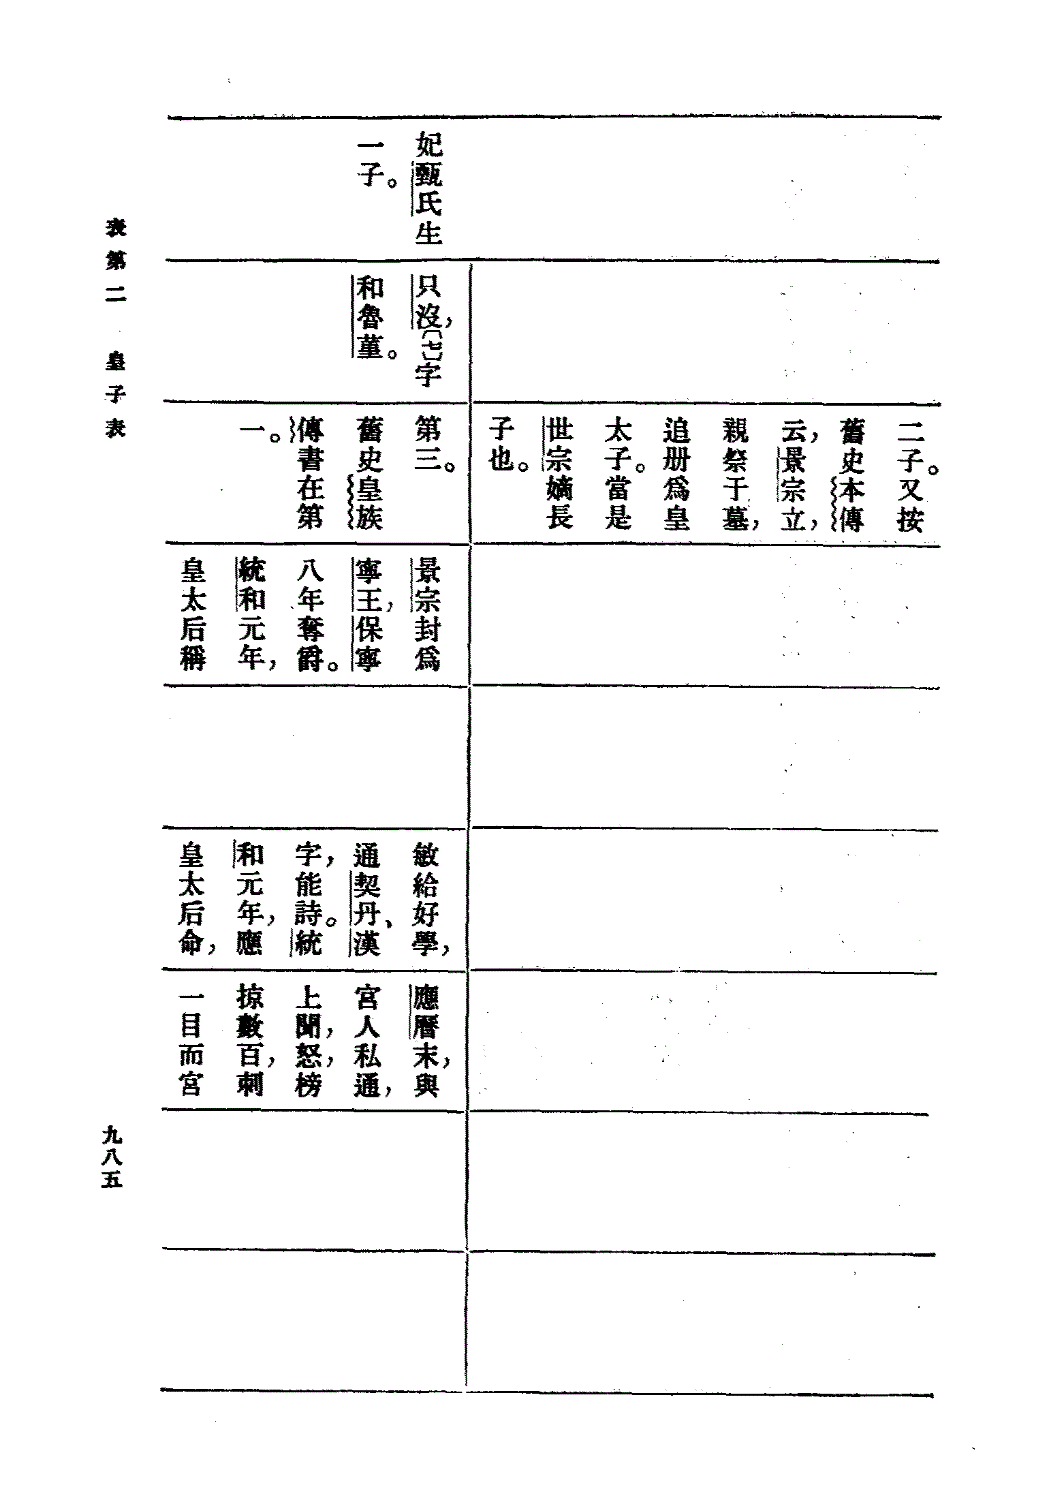 二子。又按
舊史本傳
云，景宗立，
親祭于墓，
追册爲皇
太子。當是
世宗嫡長
子也。
妃甄氏生
一子。
只沒，〔七〕字
和魯菫。
第三。
舊史皇族
傳書在第
一。
景宗封爲
寧王，保寧
八年奪爵。
統和元年，
皇太后稱
敏給好學，
通契丹、漢
字，能詩。統
和元年，應
皇太后命，
應曆末，與
宮人私通，
上聞，怒，榜
掠數百，刺
一目而宮
表第二　皇子表
九八五